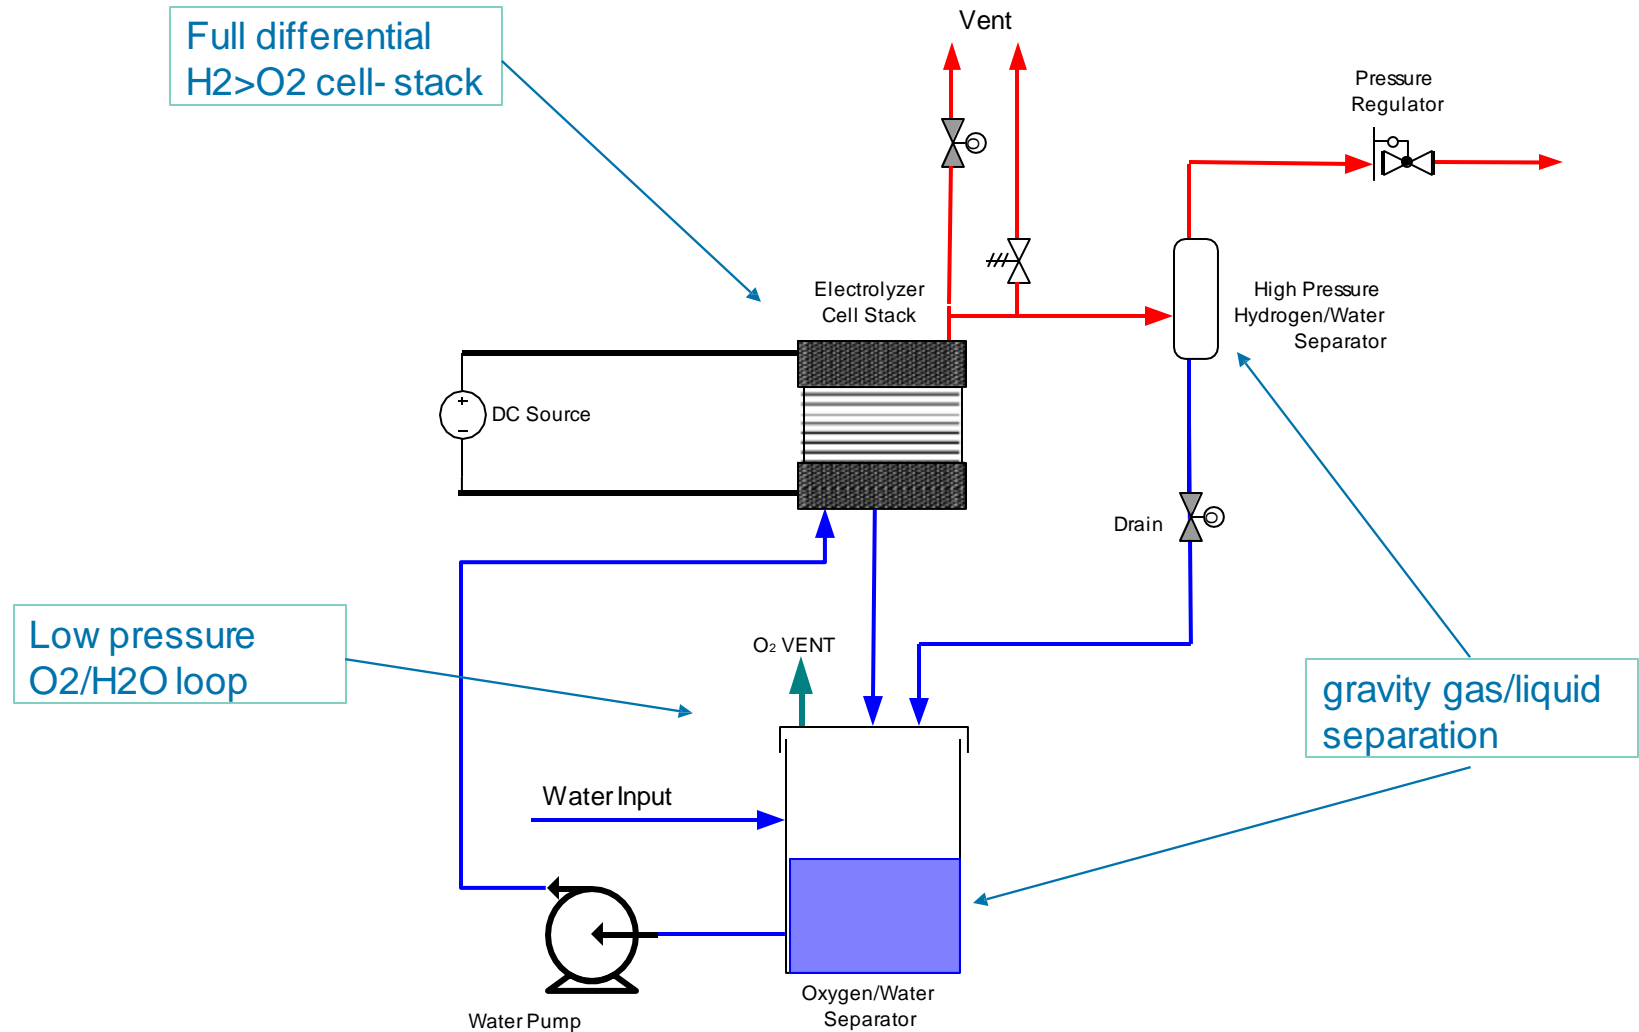 Vent
Full differential
H2>O2 cell- stack
Pressure
Regulator
Electrolyzer
Cell Stack
High Pressure
Hydrogen/Water
Separator
+
DC Source
−
Drain
Low pressure
O2/H2O loop
O₂ VENT
gravity gas/liquid
separation
Water Input
Oxygen/Water
Separator
Water Pump